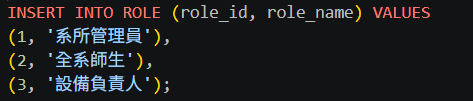 INSERT INTO ROLE (role_id, role_name) VALUES
(1, '系所管理員'),
(2, '全系師生'),
(3, '設備負責人');